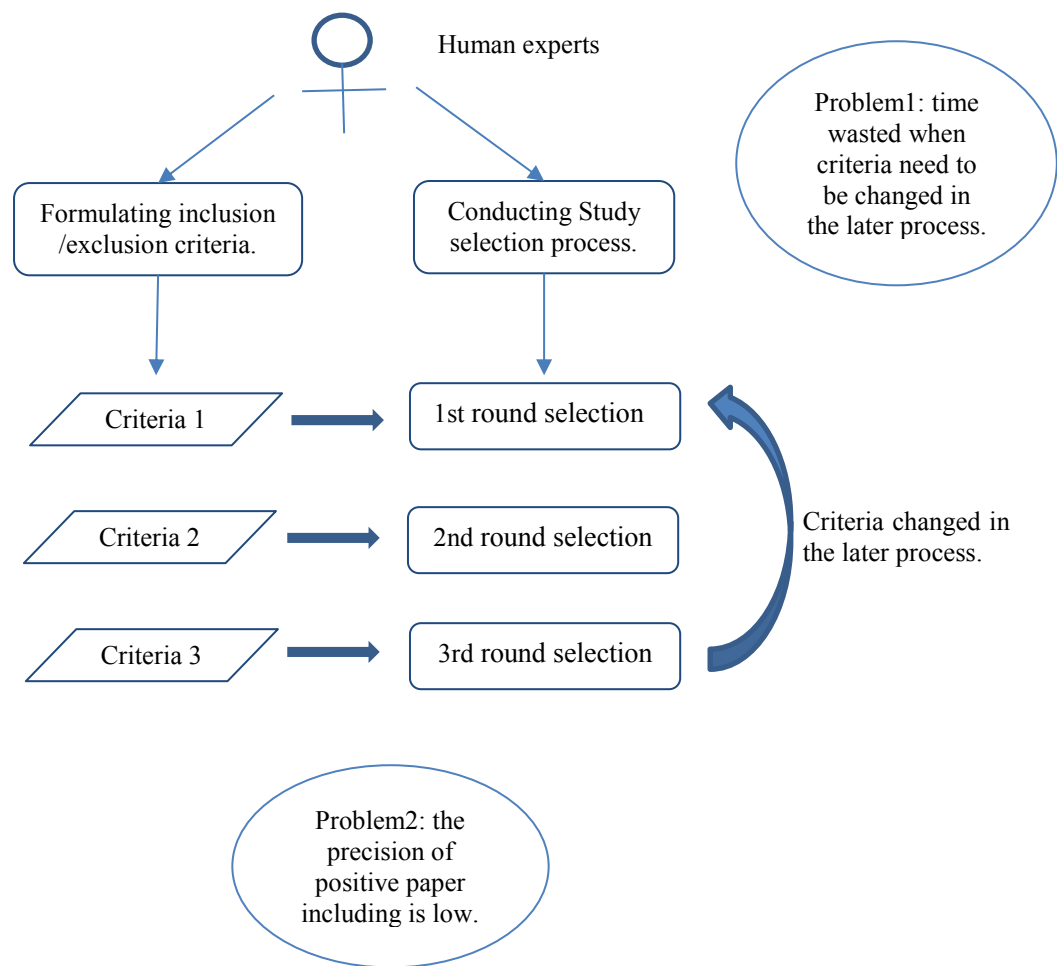 Human experts
Problem1: time
wasted when
criteria need to
be changed in
the later process.
Formulating inclusion
/exclusion criteria.
Conducting Study
selection process.
Criteria 1
1st round selection
Criteria 2
2nd round selection
Criteria changed in
the later process.
Criteria 3
3rd round selection
Problem2: the
precision of
positive paper
including is low.